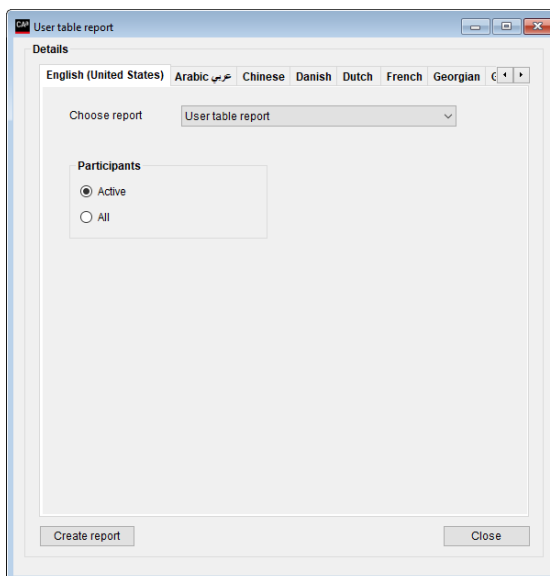 CAP User table report
Details
English (United States) Arabic عربي Chinese Danish Dutch French Georgian
Choose report User table report
Participants
Active
All
Create report Close